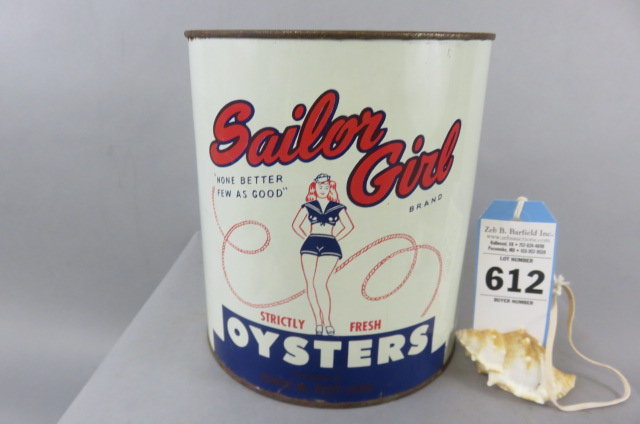 Sailor
Girl
"NONE BETTER
FEW AS GOOD"
BRAND
STRICTLY FRESH
OYSTERS
Zeb B. Barfield Inc.
LOT NUMBER
612
BUYER NUMBER